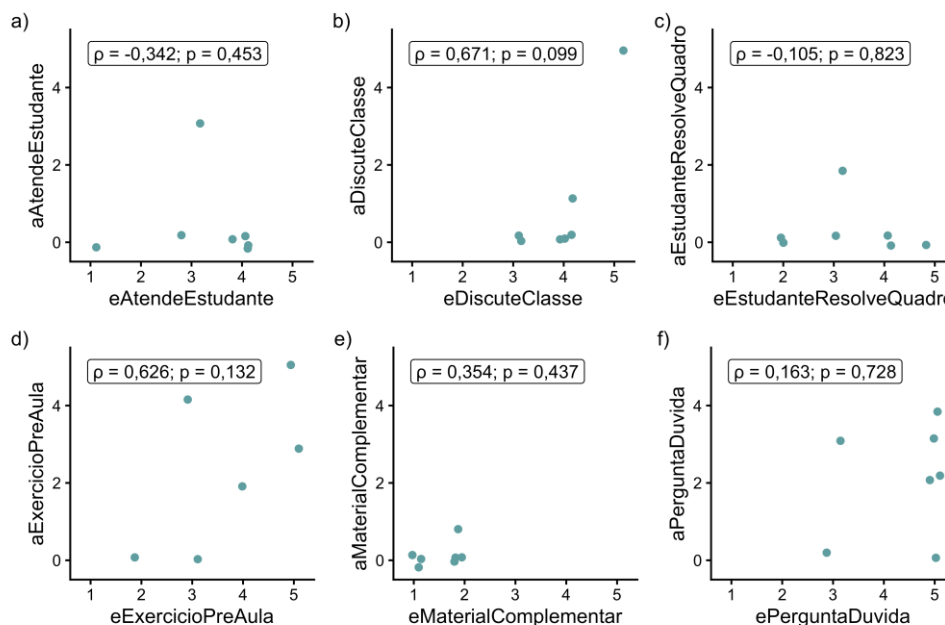 a)
ρ = -0,342; p = 0,453
aAtendeEstudante
4
2
0
1 2 3 4 5
eAtendeEstudante
b)
ρ = 0,671; p = 0,099
aDiscuteClasse
4
2
0
1 2 3 4 5
eDiscuteClasse
c)
ρ = -0,105; p = 0,823
aEstudanteResolveQuadro
4
2
0
1 2 3 4 5
eEstudanteResolveQuadro
d)
ρ = 0,626; p = 0,132
aExercicioPreAula
4
2
0
1 2 3 4 5
eExercicioPreAula
e)
ρ = 0,354; p = 0,437
aMaterialComplementar
4
2
0
1 2 3 4 5
eMaterialComplementar
f)
ρ = 0,163; p = 0,728
aPerguntaDuvida
4
2
0
1 2 3 4 5
ePerguntaDuvida